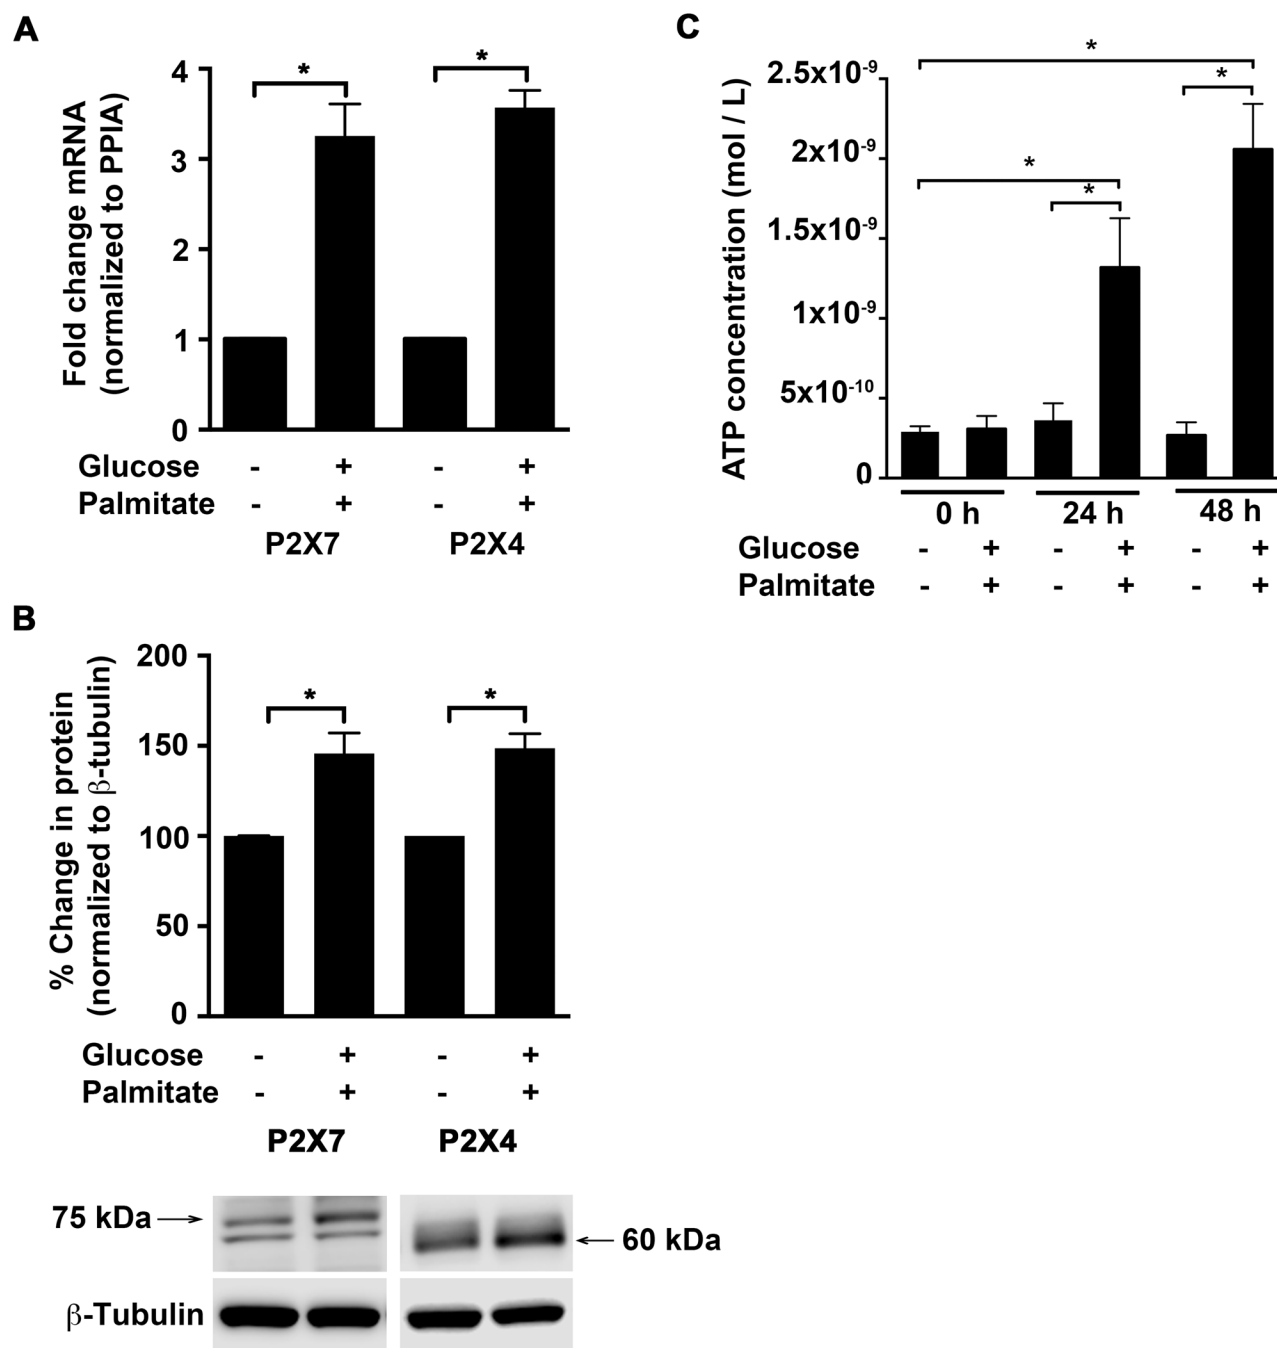 A
Fold change mRNA
(normalized to PPIA)
4
3
2
1
0
*
*
Glucose - + - +
Palmitate - + - +
P2X7 P2X4
C
ATP concentration (mol / L)
2.5x10-9
2x10-9
1.5x10-9
1x10-9
5x10-10
0
*
*
*
*
0 h 24 h 48 h
Glucose - + - + - +
Palmitate - + - + - +
B
% Change in protein
(normalized to β-tubulin)
200
150
100
50
0
*
*
Glucose - + - +
Palmitate - + - +
P2X7 P2X4
75 kDa
60 kDa
β-Tubulin